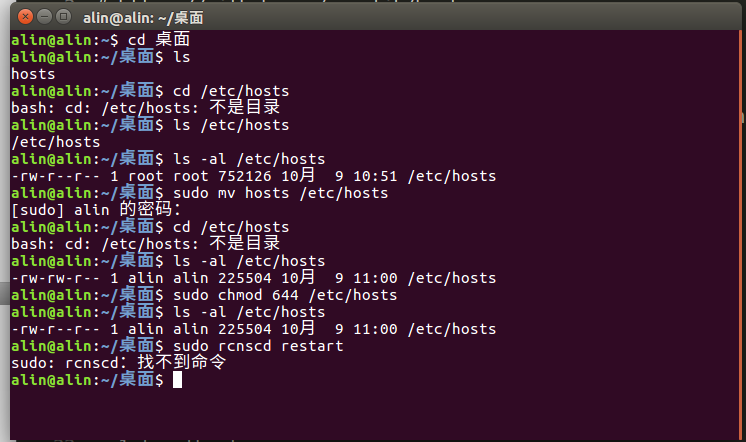 alin@alin: ~/桌面
alin@alin:~$ cd 桌面
alin@alin:~/桌面$ ls
hosts
alin@alin:~/桌面$ cd /etc/hosts
bash: cd: /etc/hosts: 不是目录
alin@alin:~/桌面$ ls /etc/hosts
/etc/hosts
alin@alin:~/桌面$ ls -al /etc/hosts
-rw-r--r-- 1 root root 752126 10月  9 10:51 /etc/hosts
alin@alin:~/桌面$ sudo mv hosts /etc/hosts
[sudo] alin 的密码：
alin@alin:~/桌面$ cd /etc/hosts
bash: cd: /etc/hosts: 不是目录
alin@alin:~/桌面$ ls -al /etc/hosts
-rw-rw-r-- 1 alin alin 225504 10月  9 11:00 /etc/hosts
alin@alin:~/桌面$ sudo chmod 644 /etc/hosts
alin@alin:~/桌面$ ls -al /etc/hosts
-rw-r--r-- 1 alin alin 225504 10月  9 11:00 /etc/hosts
alin@alin:~/桌面$ sudo rcnscd restart
sudo: rcnscd：找不到命令
alin@alin:~/桌面$